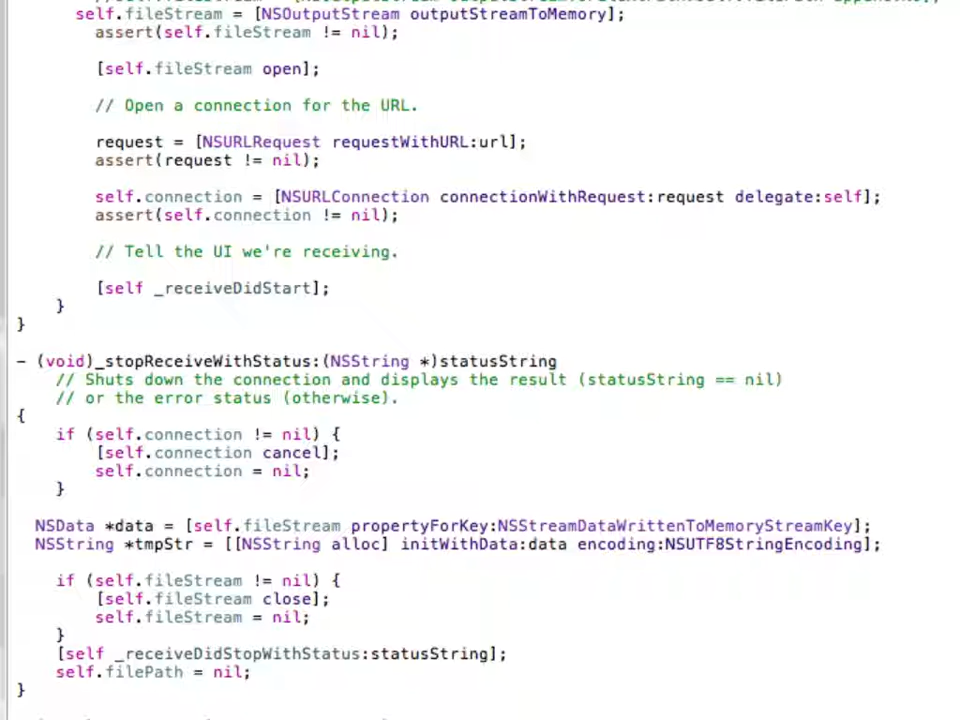 self.fileStream = [NSOutputStream outputStreamToMemory];
assert(self.fileStream != nil);
[self.fileStream open];
// Open a connection for the URL.
request = [NSURLRequest requestWithURL:url];
assert(request != nil);
self.connection = [NSURLConnection connectionWithRequest:request delegate:self];
assert(self.connection != nil);
// Tell the UI we're receiving.
[self _receiveDidStart];
}
}
- (void)_stopReceiveWithStatus:(NSString *)statusString
// Shuts down the connection and displays the result (statusString == nil)
// or the error status (otherwise).
{
if (self.connection != nil) {
[self.connection cancel];
self.connection = nil;
}
NSData *data = [self.fileStream propertyForKey:NSStreamDataWrittenToMemoryStreamKey];
NSString *tmpStr = [[NSString alloc] initWithData:data encoding:NSUTF8StringEncoding];
if (self.fileStream != nil) {
[self.fileStream close];
self.fileStream = nil;
}
[self _receiveDidStopWithStatus:statusString];
self.filePath = nil;
}